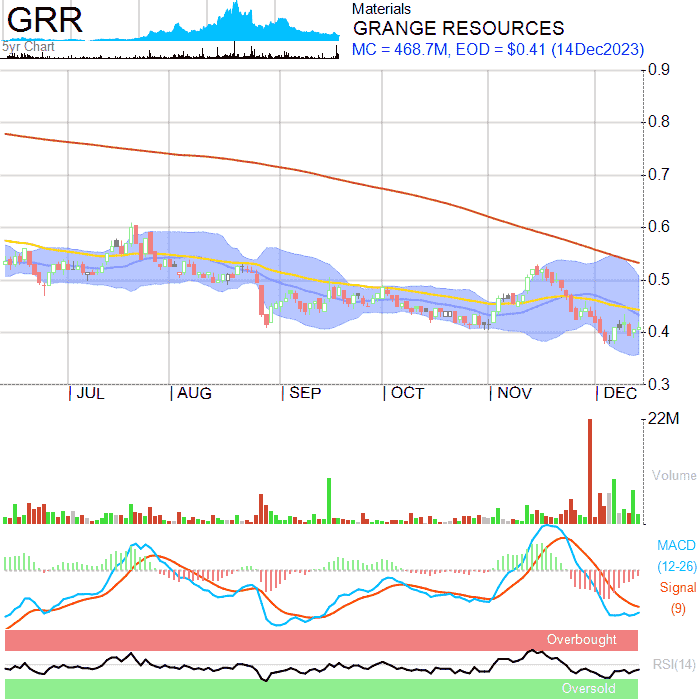 GRR
5yr Chart
Materials
GRANGE RESOURCES
MC = 468.7M, EOD = $0.41 (14Dec2023)
0.9
0.8
0.7
0.6
0.5
0.4
0.3
JUL AUG SEP OCT NOV DEC
22M
Volume
MACD
(12-26)
Signal
(9)
Overbought
RSI(14)
Oversold